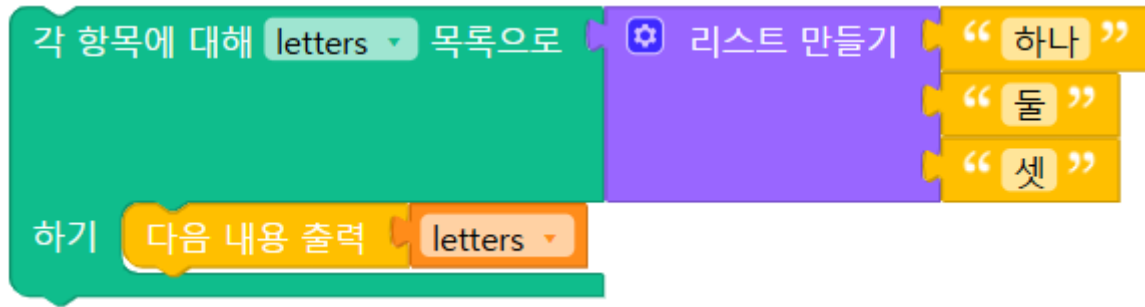 각 항목에 대해 letters 목록으로 리스트 만들기 “ 하나 ”
“ 둘 ”
“ 셋 ”
하기 다음 내용 출력 letters